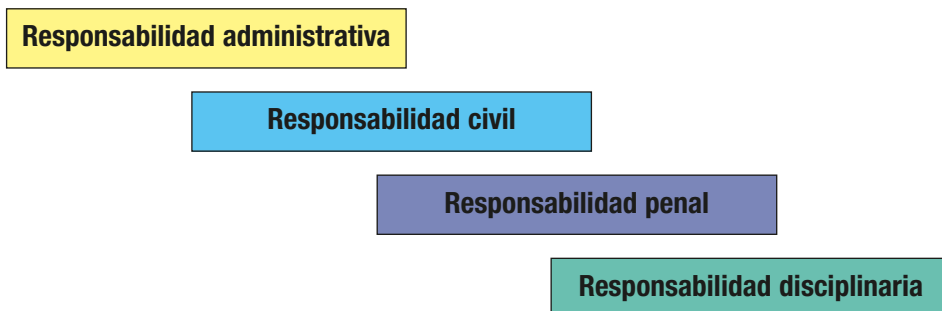 Responsabilidad administrativa
Responsabilidad civil
Responsabilidad penal
Responsabilidad disciplinaria